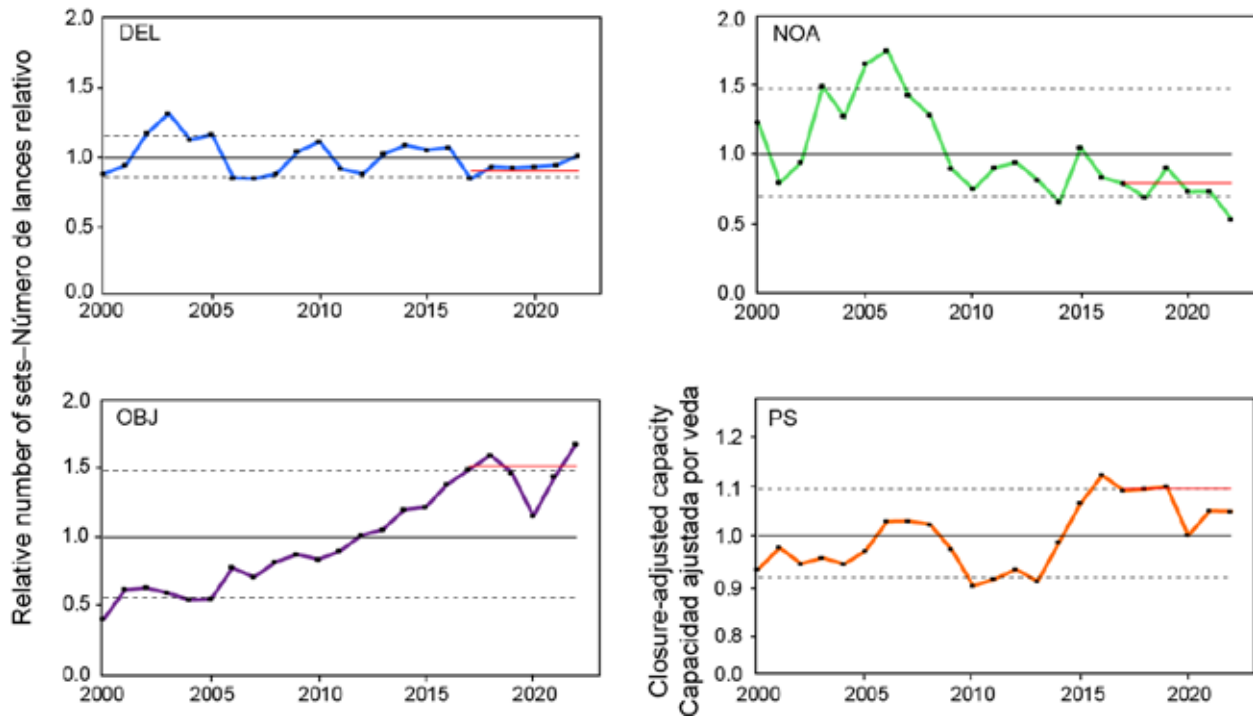 Relative number of sets–Número de lances relativo
DEL
2.0
1.5
1.0
0.5
0.0
2000 2005 2010 2015 2020
NOA
2.0
1.5
1.0
0.5
0.0
2000 2005 2010 2015 2020
OBJ
2.0
1.5
1.0
0.5
0.0
2000 2005 2010 2015 2020
Closure-adjusted capacity
Capacidad ajustada por veda
PS
1.2
1.1
1.0
0.9
0.8
0.0
2000 2005 2010 2015 2020